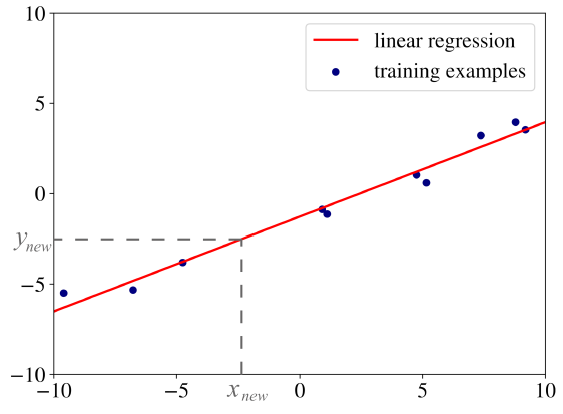 10
linear regression
training examples
5
0
y_new
−5
−10
−10 −5 x_new 0 5 10